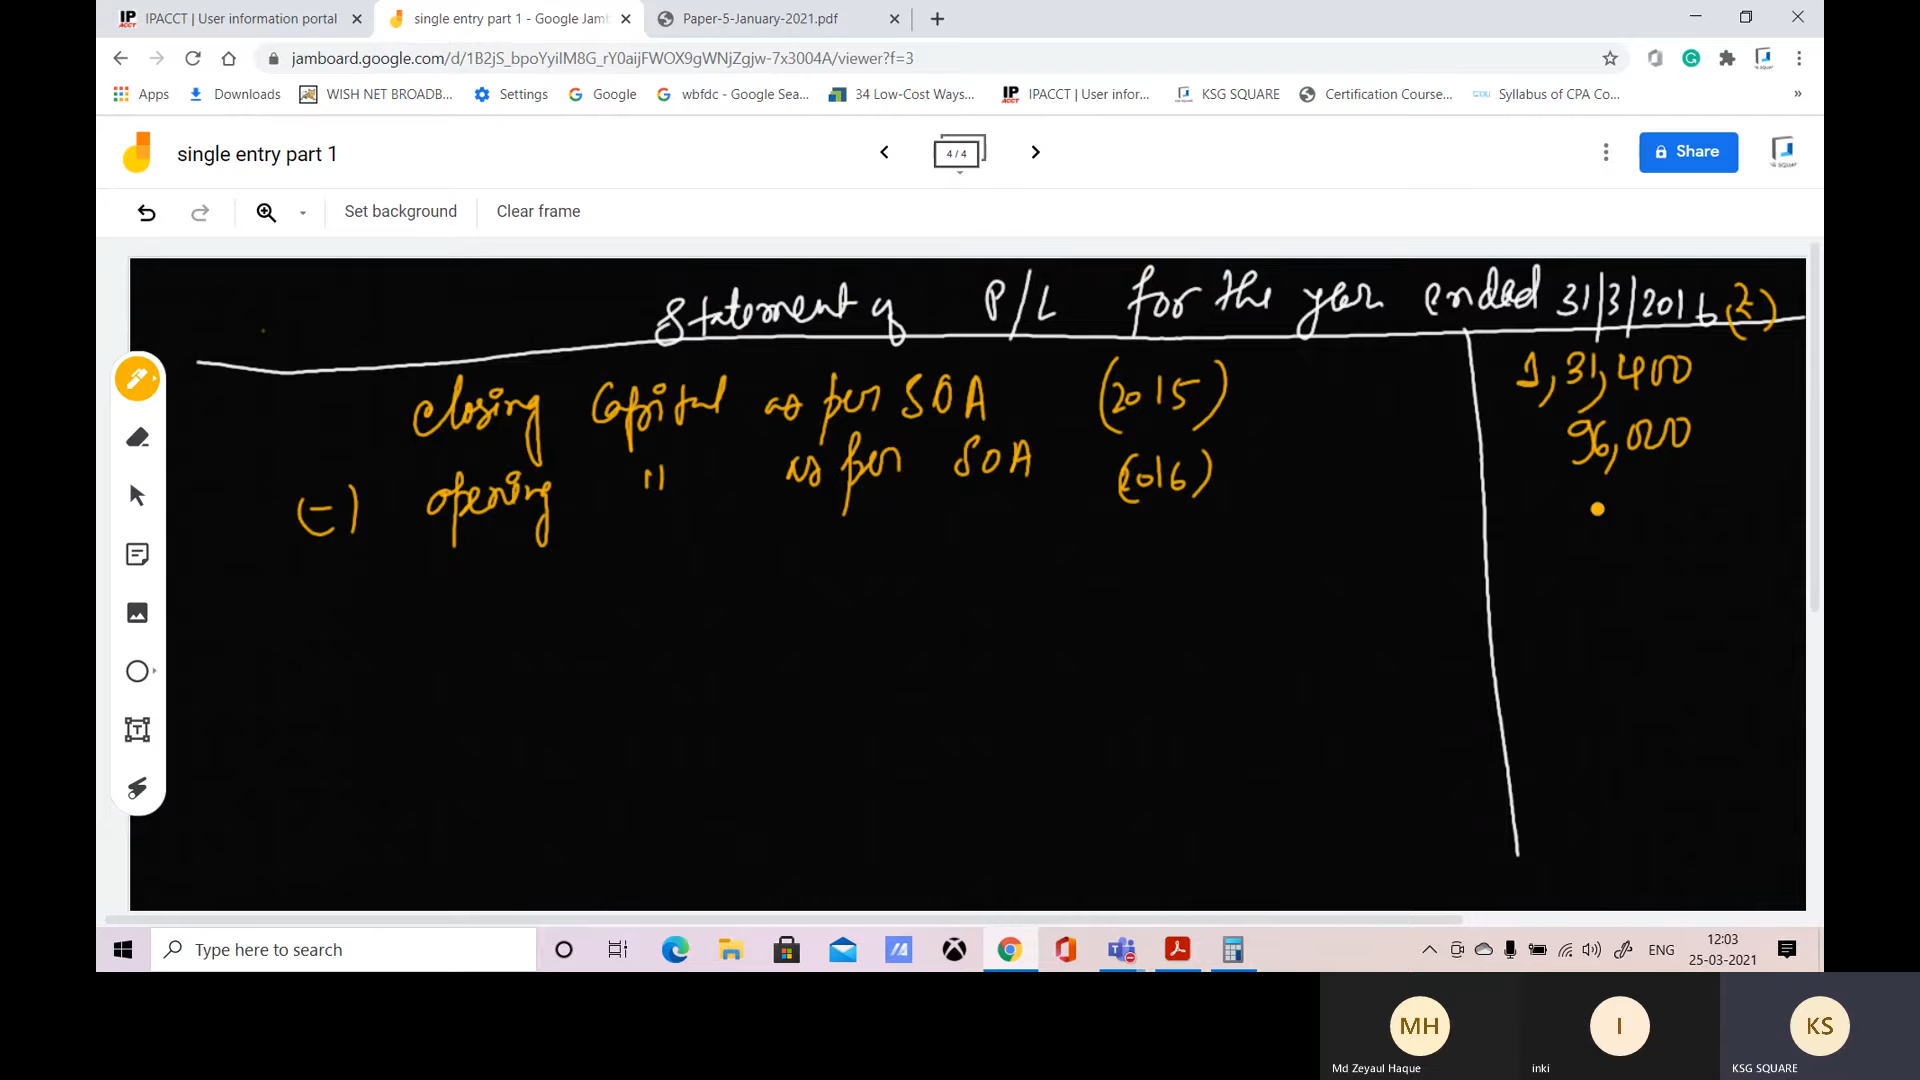 IPACCT | User information portal
single entry part 1 - Google Jamb
Paper-5-January-2021.pdf
jamboard.google.com/d/1B2jS_bpoYyilM8G_rY0aijFWOX9gWNjZgjw-7x3004A/viewer?f=3
Apps Downloads WISH NET BROADB... Settings Google wbfdc - Google Sea... 34 Low-Cost Ways... IPACCT | User infor... KSG SQUARE Certification Course... Syllabus of CPA Co... »
single entry part 1
4 / 4
Share
Set background Clear frame
Statement of P/L for the year ended 31/3/2016 (2)
Closing Capital as per SOA (2015) 1,31,400
(-) opening " as per SOA (2016) 96,000
Type here to search
ENG
12:03
25-03-2021
MH I KS
Md Zeyaul Haque inki KSG SQUARE